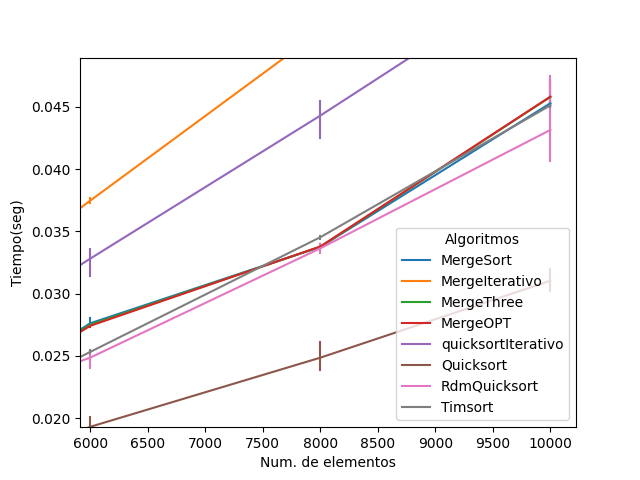 0.045
0.040
0.035
0.030
0.025
0.020
Tiempo(seg)
Algoritmos
MergeSort
MergeIterativo
MergeThree
MergeOPT
quicksortIterativo
Quicksort
RdmQuicksort
Timsort
6000 6500 7000 7500 8000 8500 9000 9500 10000
Num. de elementos